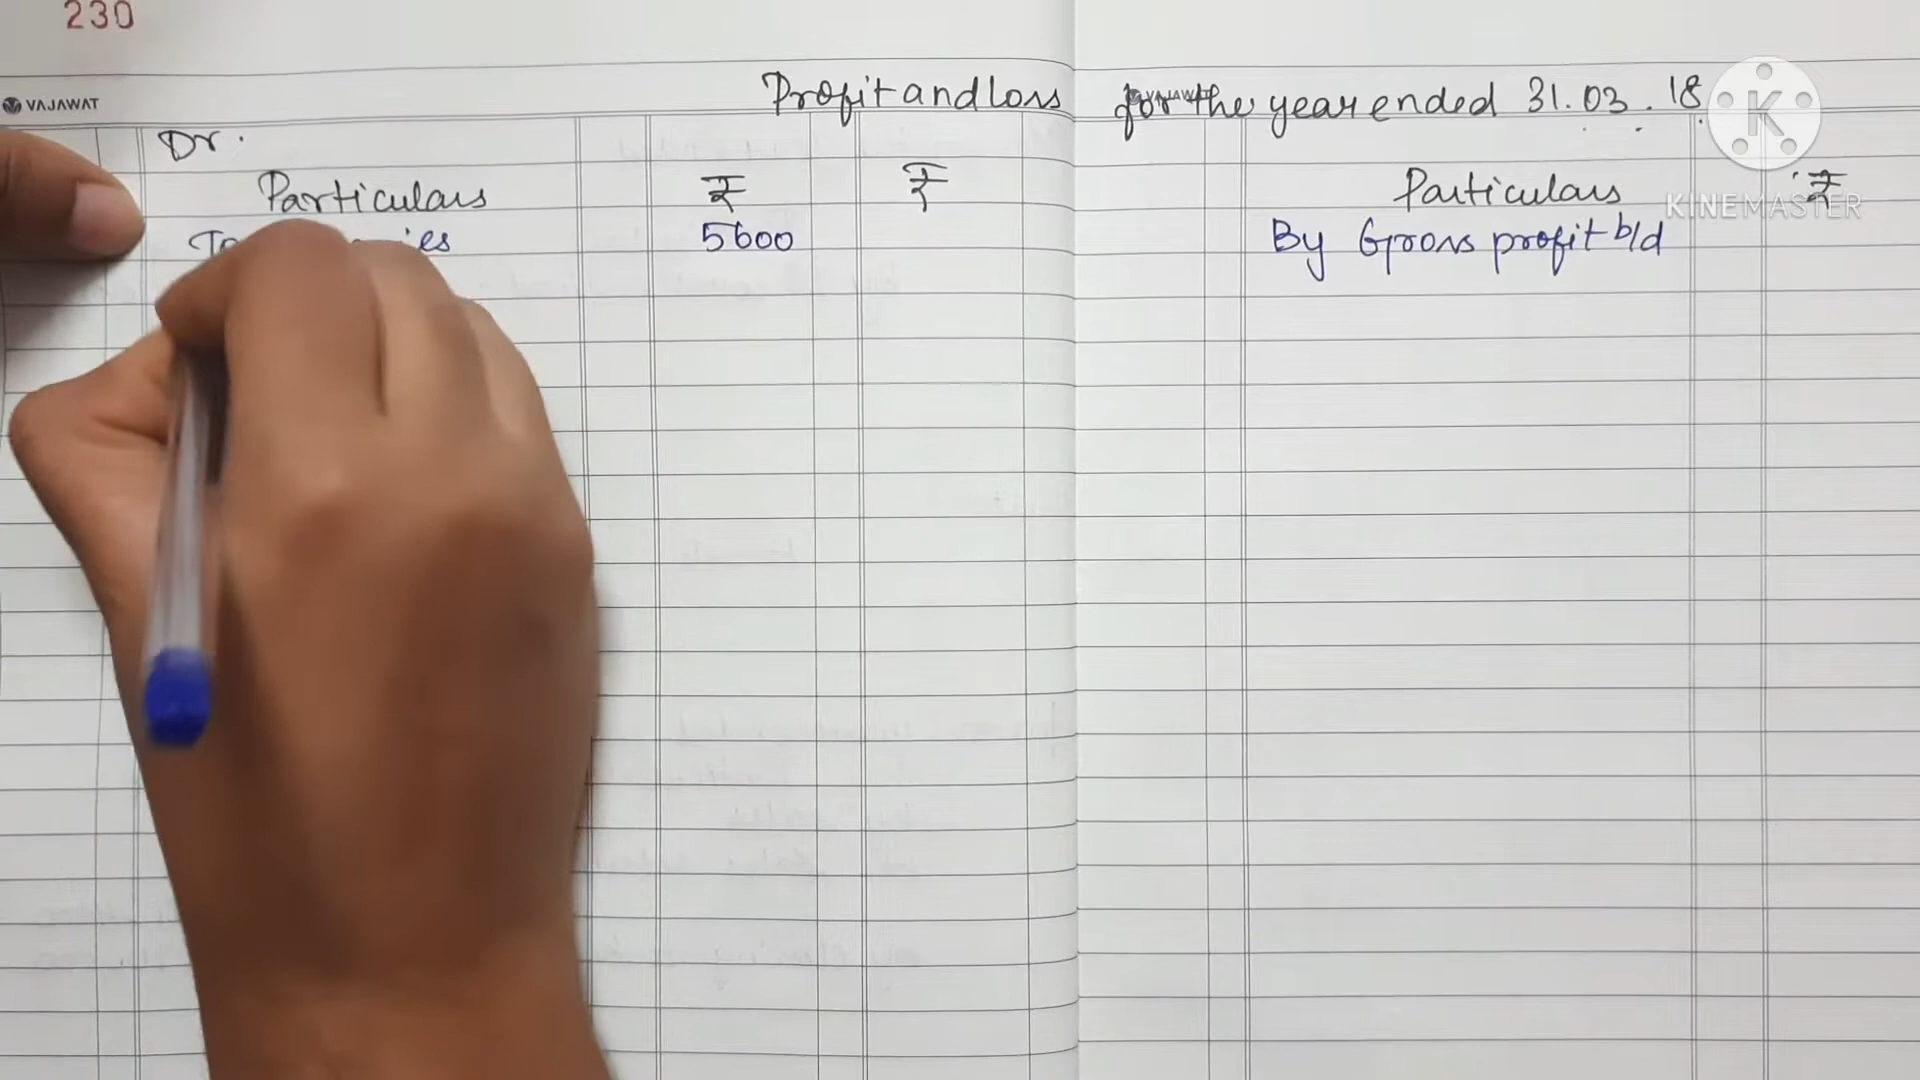 230
VAJAWAT
Profit and Loss for the year ended 31.03.18
Dr.
Particulars ₹ ₹ Particulars ₹
5600 By Gross profit b/d
KINEMASTER